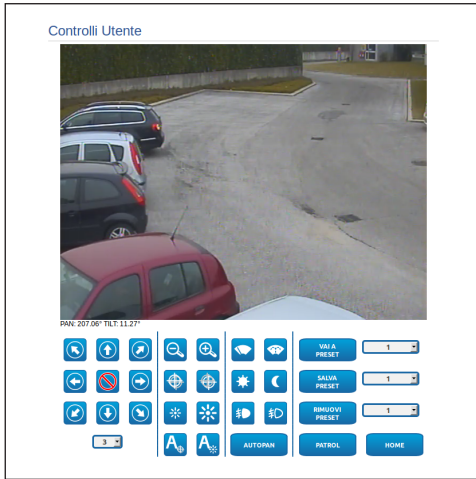 Controlli Utente
PAN: 207.06° TILT: 11.27°
VAI A
PRESET
1
SALVA
PRESET
1
RIMUOVI
PRESET
1
3
A
A
AUTOPAN
PATROL
HOME